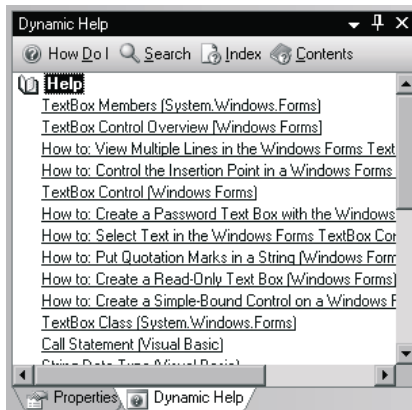 Dynamic Help
How Do I Search Index Contents
Help
TextBox Members (System.Windows.Forms)
TextBox Control Overview (Windows Forms)
How to: View Multiple Lines in the Windows Forms Text
How to: Control the Insertion Point in a Windows Forms
TextBox Control (Windows Forms)
How to: Create a Password Text Box with the Windows
How to: Select Text in the Windows Forms TextBox Cor
How to: Put Quotation Marks in a String (Windows Form
How to: Create a Read-Only Text Box (Windows Forms)
How to: Create a Simple-Bound Control on a Windows F
TextBox Class (System.Windows.Forms)
Call Statement (Visual Basic)
String Data Type (Visual Basic)
Properties Dynamic Help